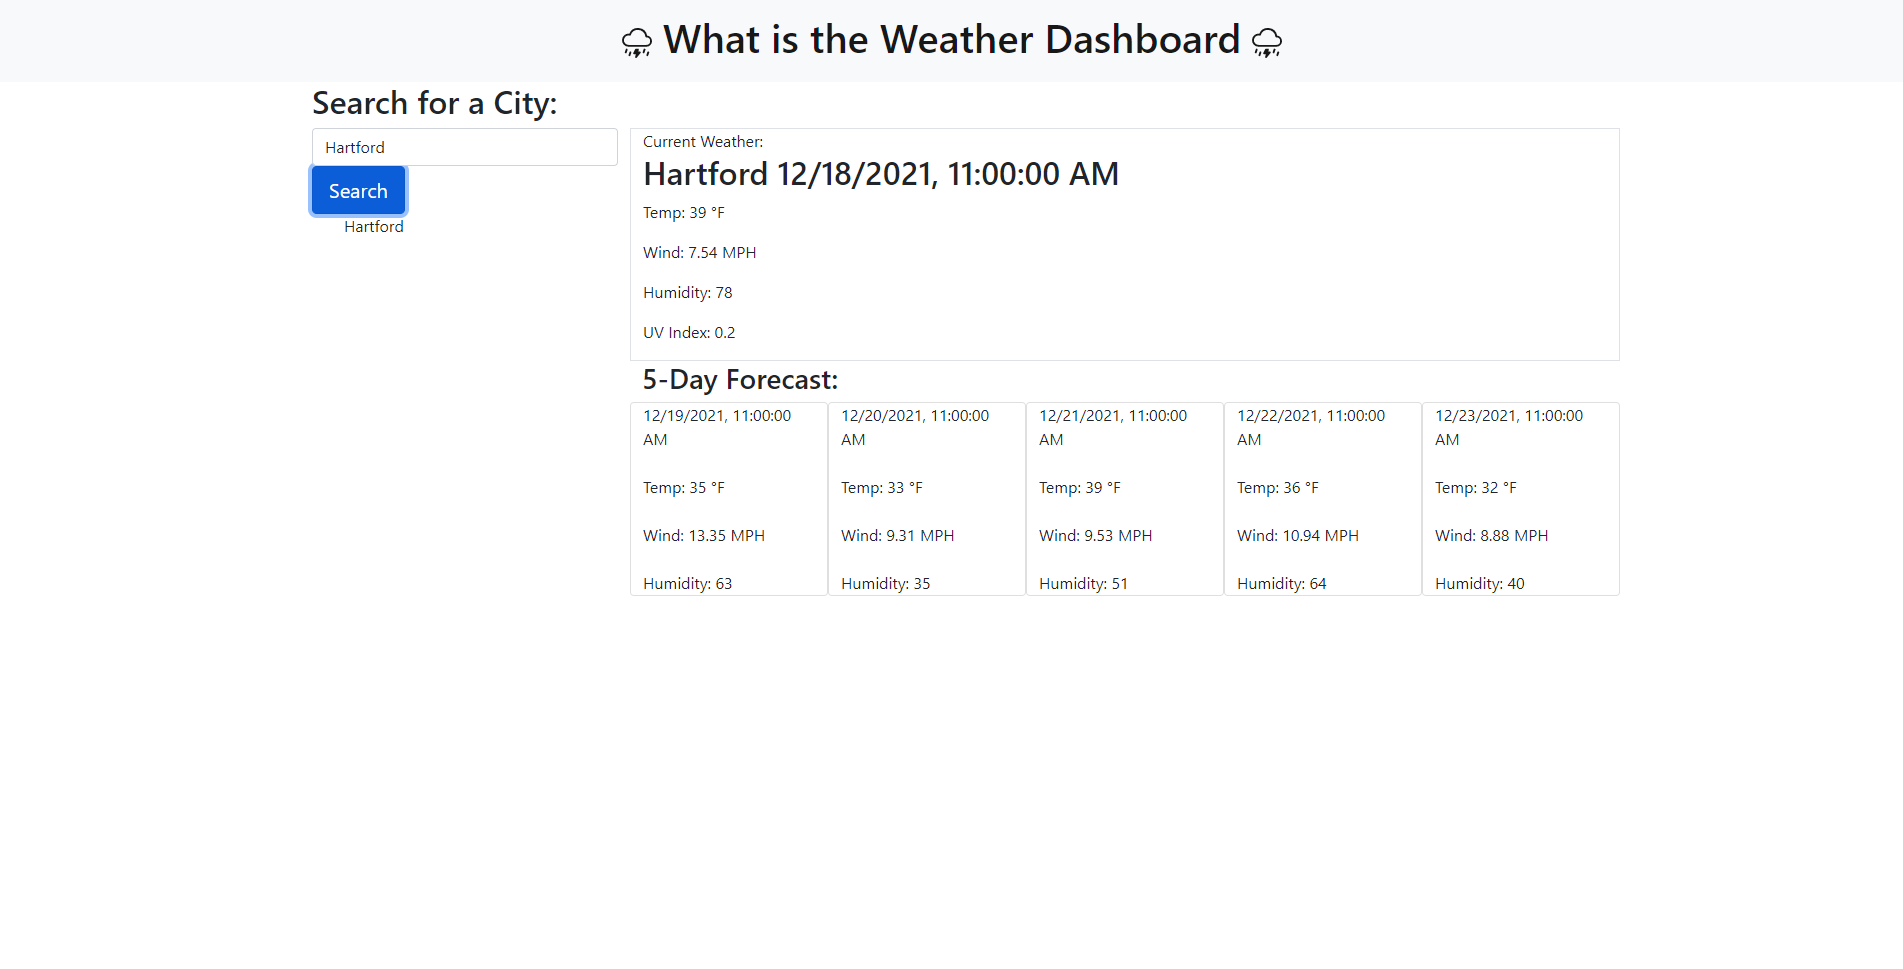 What is the Weather Dashboard
Search for a City:
Hartford
Search
Hartford
Current Weather:
Hartford 12/18/2021, 11:00:00 AM
Temp: 39 °F
Wind: 7.54 MPH
Humidity: 78
UV Index: 0.2
5-Day Forecast:
12/19/2021, 11:00:00
AM
Temp: 35 °F
Wind: 13.35 MPH
Humidity: 63
12/20/2021, 11:00:00
AM
Temp: 33 °F
Wind: 9.31 MPH
Humidity: 35
12/21/2021, 11:00:00
AM
Temp: 39 °F
Wind: 9.53 MPH
Humidity: 51
12/22/2021, 11:00:00
AM
Temp: 36 °F
Wind: 10.94 MPH
Humidity: 64
12/23/2021, 11:00:00
AM
Temp: 32 °F
Wind: 8.88 MPH
Humidity: 40